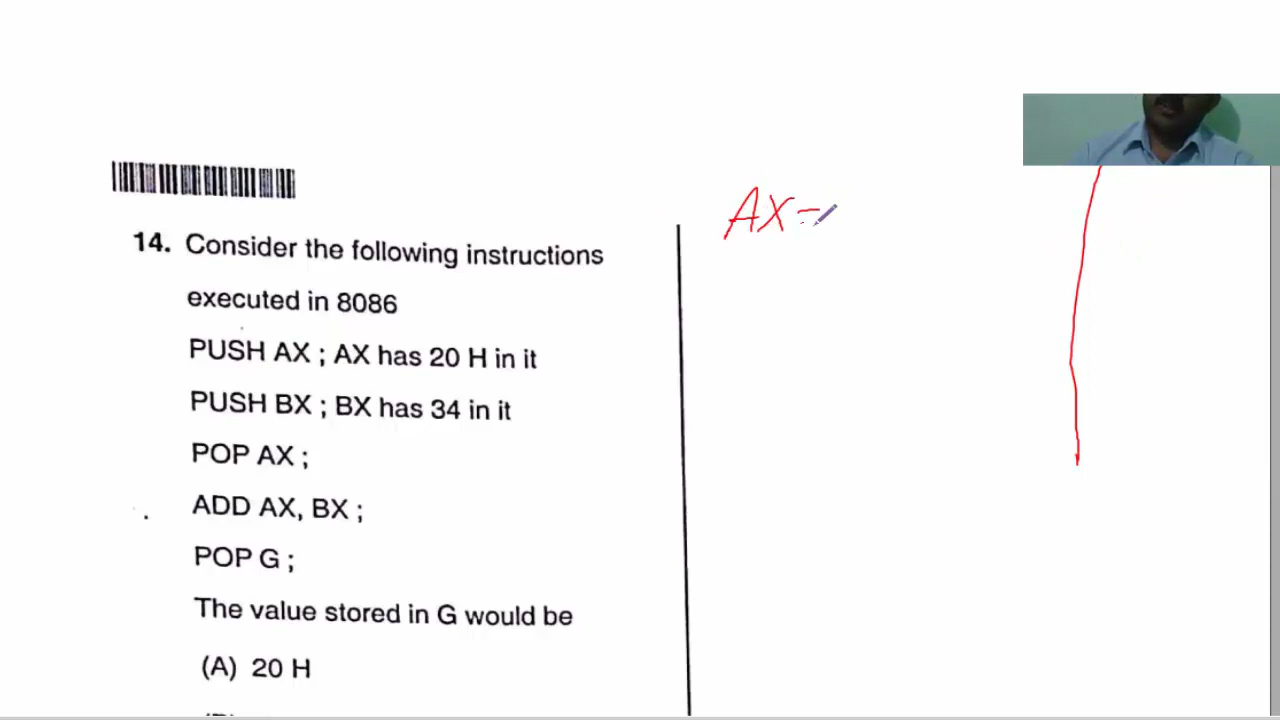 14. Consider the following instructions
executed in 8086
PUSH AX ; AX has 20 H in it
PUSH BX ; BX has 34 in it
POP AX ;
ADD AX, BX ;
POP G ;
The value stored in G would be
(A) 20 H
AX =